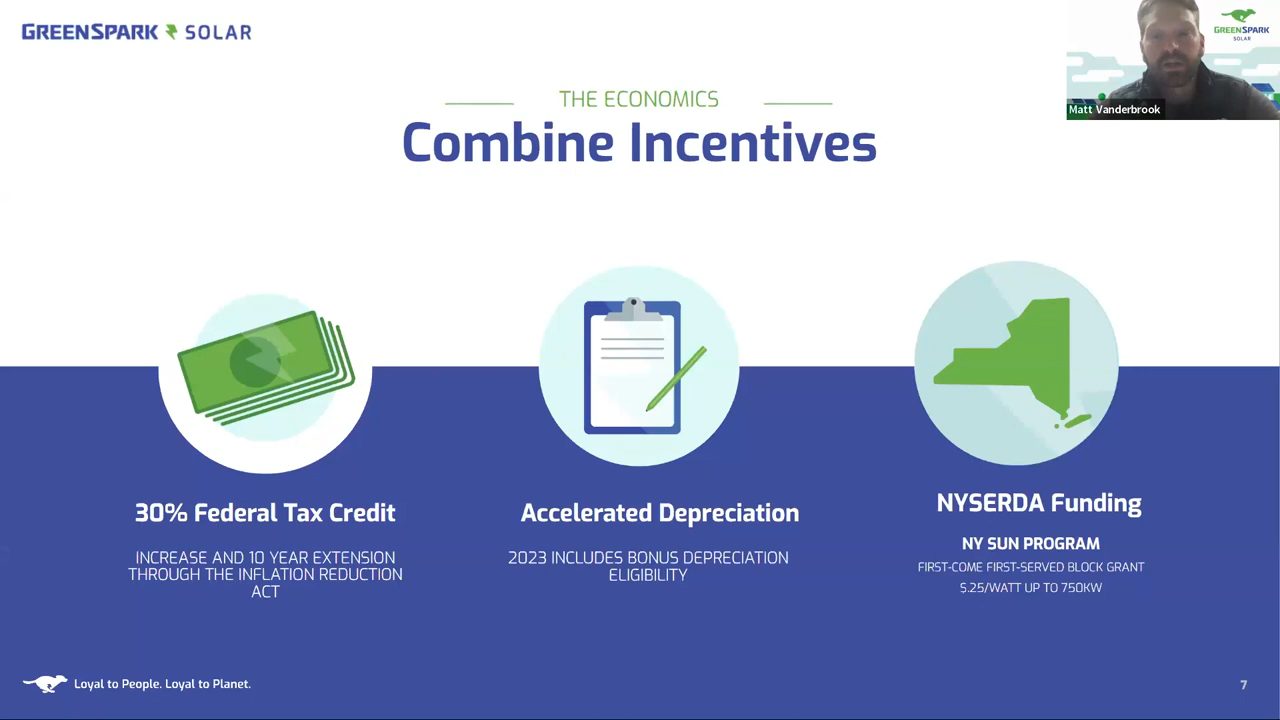 GREENSPARK SOLAR
GREENSPARK
SOLAR
Matt Vanderbrook
THE ECONOMICS
Combine Incentives
30% Federal Tax Credit
INCREASE AND 10 YEAR EXTENSION
THROUGH THE INFLATION REDUCTION
ACT
Accelerated Depreciation
2023 INCLUDES BONUS DEPRECIATION
ELIGIBILITY
NYSERDA Funding
NY SUN PROGRAM
FIRST-COME FIRST-SERVED BLOCK GRANT
$.25/WATT UP TO 750KW
Loyal to People. Loyal to Planet.
7